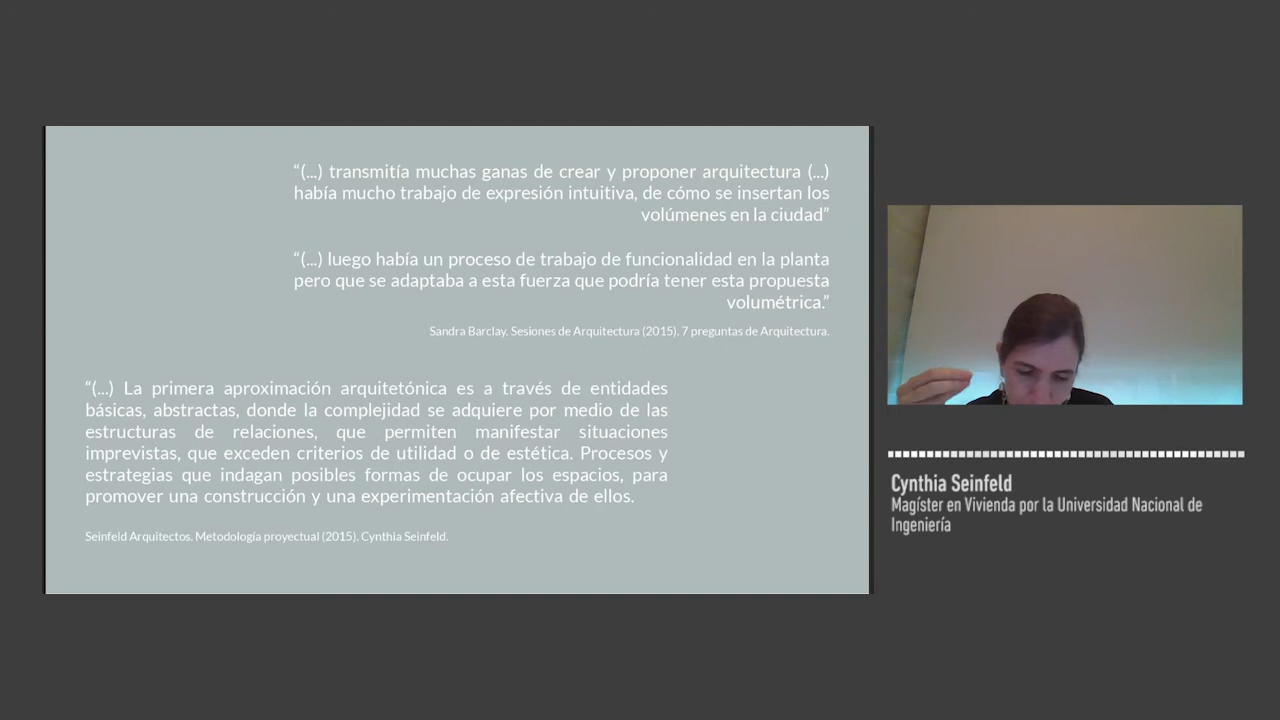 “(...) transmitía muchas ganas de crear y proponer arquitectura (...)
había mucho trabajo de expresión intuitiva, de cómo se insertan los
volúmenes en la ciudad”
“(...) luego había un proceso de trabajo de funcionalidad en la planta
pero que se adaptaba a esta fuerza que podría tener esta propuesta
volumétrica.”
Sandra Barclay. Sesiones de Arquitectura (2015). 7 preguntas de Arquitectura.
“(...) La primera aproximación arquitetónica es a través de entidades
básicas, abstractas, donde la complejidad se adquiere por medio de las
estructuras de relaciones, que permiten manifestar situaciones
imprevistas, que exceden criterios de utilidad o de estética. Procesos y
estrategias que indagan posibles formas de ocupar los espacios, para
promover una construcción y una experimentación afectiva de ellos.
Seinfeld Arquitectos. Metodología proyectual (2015). Cynthia Seinfeld.
Cynthia Seinfeld
Magíster en Vivienda por la Universidad Nacional de
Ingeniería